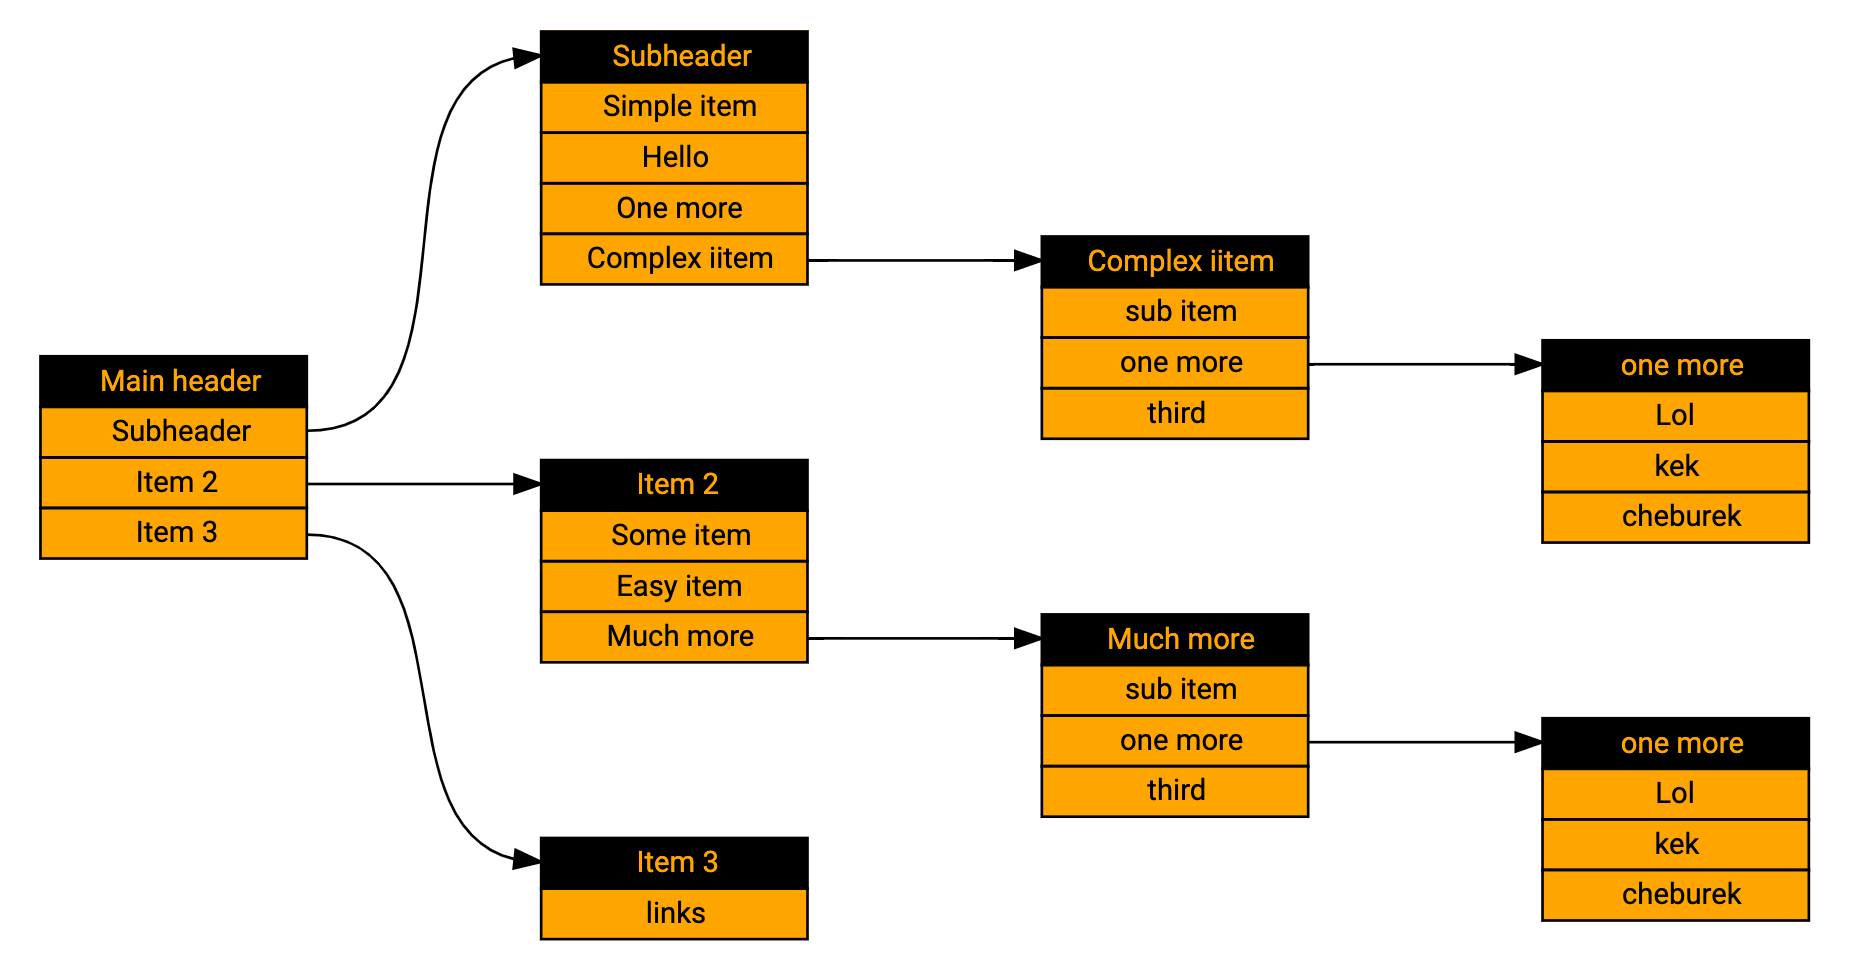 Main header
Subheader
Item 2
Item 3
Subheader
Simple item
Hello
One more
Complex iitem
Item 2
Some item
Easy item
Much more
Item 3
links
Complex iitem
sub item
one more
third
Much more
sub item
one more
third
one more
Lol
kek
cheburek
one more
Lol
kek
cheburek